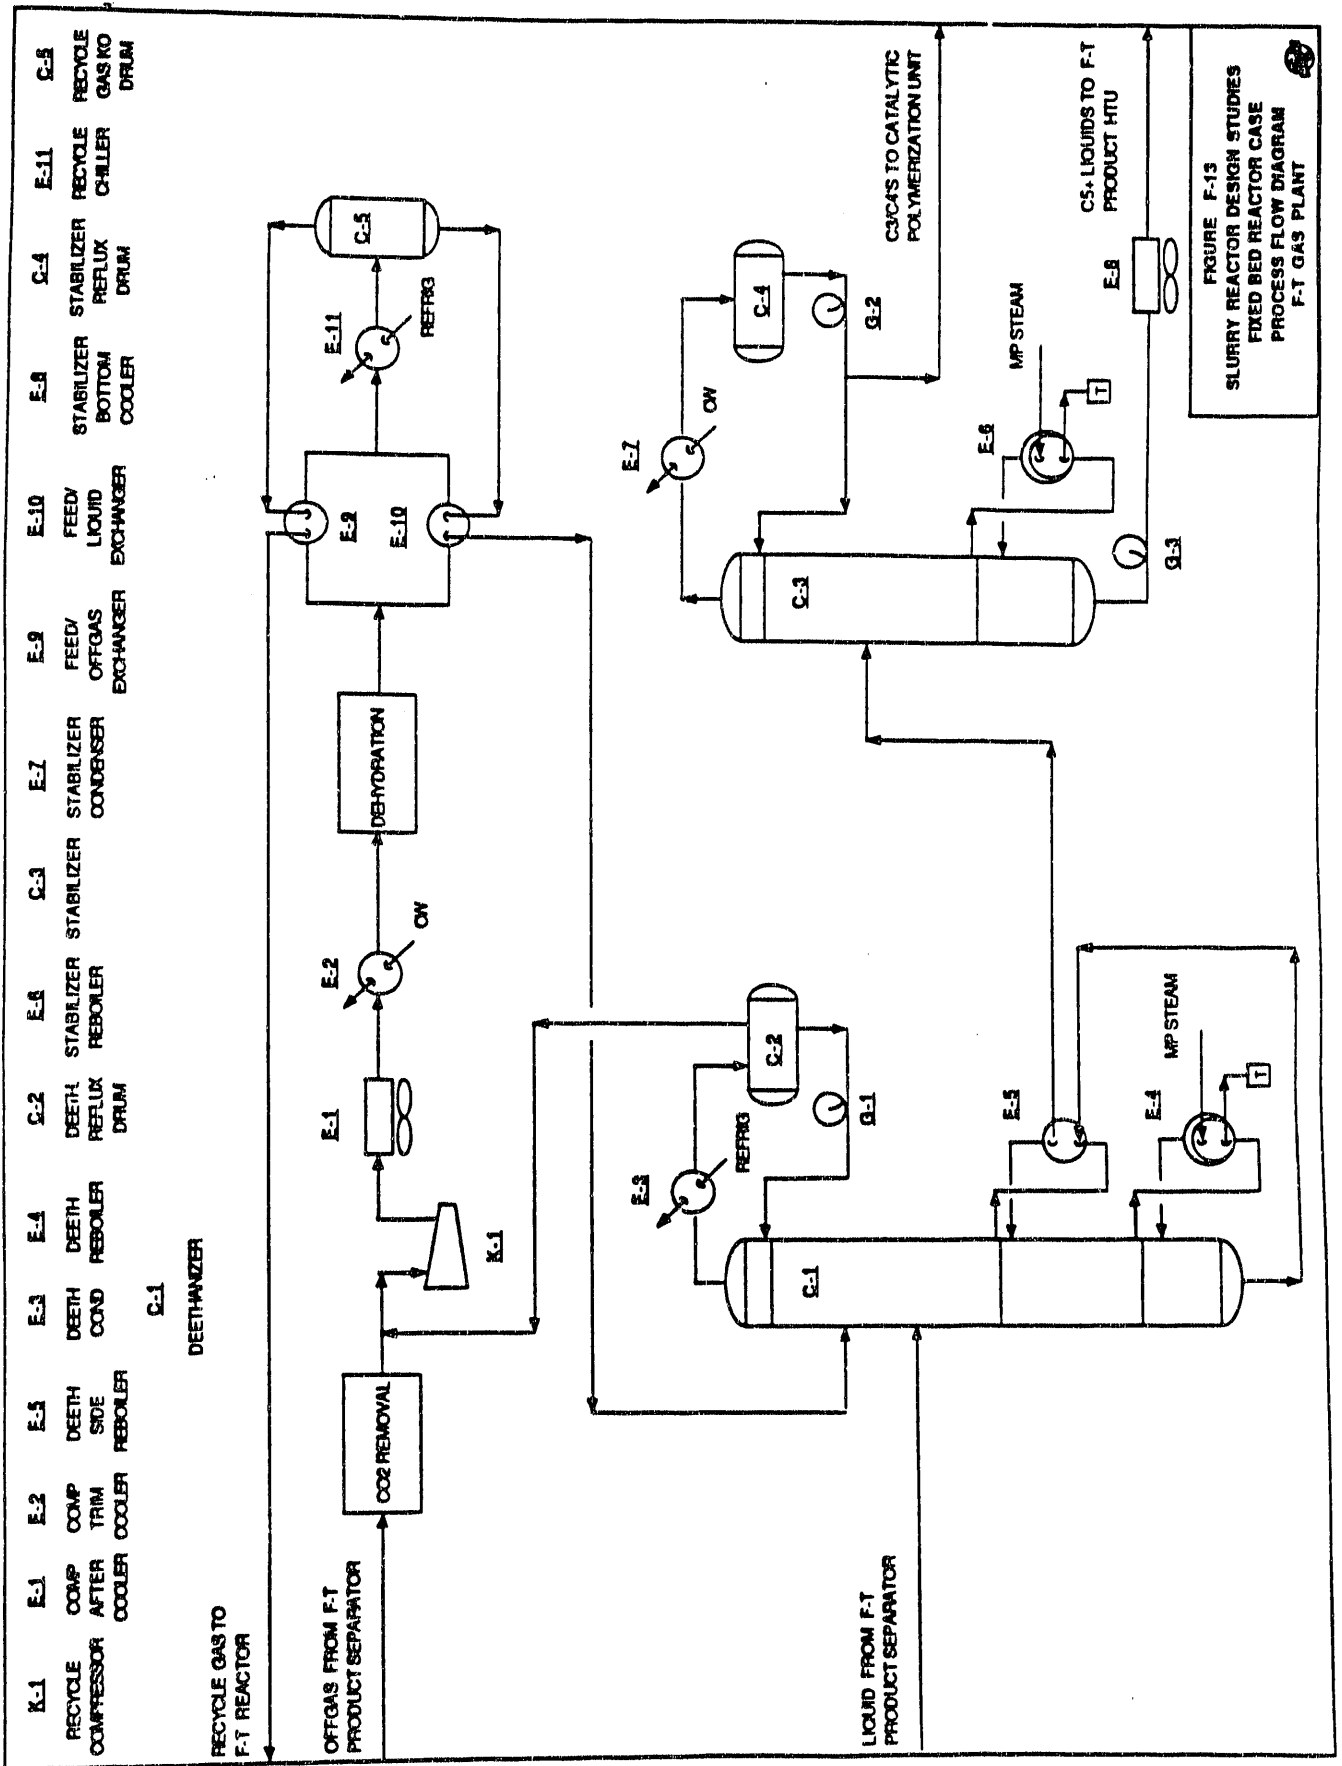 K-1
RECYCLE
COMPRESSOR
E-1
COMP
AFTER
COOLER
E-2
COMP
TRIM
COOLER
E-5
DEETH
SIDE
REBOILER
E-3
DEETH
COND
C-1
DEETHANIZER
E-4
DEETH
REBOILER
C-2
DEETH.
REFLUX
DRUM
E-6
STABILIZER
REBOILER
C-3
STABILIZER
E-7
STABILIZER
CONDENSER
E-9
FEED/
OFFGAS
EXCHANGER
E-10
FEED/
LIQUID
EXCHANGER
E-8
STABILIZER
BOTTOM
COOLER
C-4
STABILIZER
REFLUX
DRUM
E-11
RECYCLE
CHILLER
C-5
RECYCLE
GAS KO
DRUM
RECYCLE GAS TO
F-T REACTOR
OFFGAS FROM F-T
PRODUCT SEPARATOR
CO2 REMOVAL
K-1
E-1
E-2
CW
DEHYDRATION
E-9
E-10
E-11
REFRIG
C-5
LIQUID FROM F-T
PRODUCT SEPARATOR
C-1
E-3
REFRIG
C-2
G-1
E-5
E-4
MP STEAM
T
C-3
E-7
CW
C-4
G-2
E-6
MP STEAM
T
G-3
E-8
C3/C4'S TO CATALYTIC
POLYMERIZATION UNIT
C5+ LIQUIDS TO F-T
PRODUCT HTU
FIGURE F-13
SLURRY REACTOR DESIGN STUDIES
FIXED BED REACTOR CASE
PROCESS FLOW DIAGRAM
F-T GAS PLANT